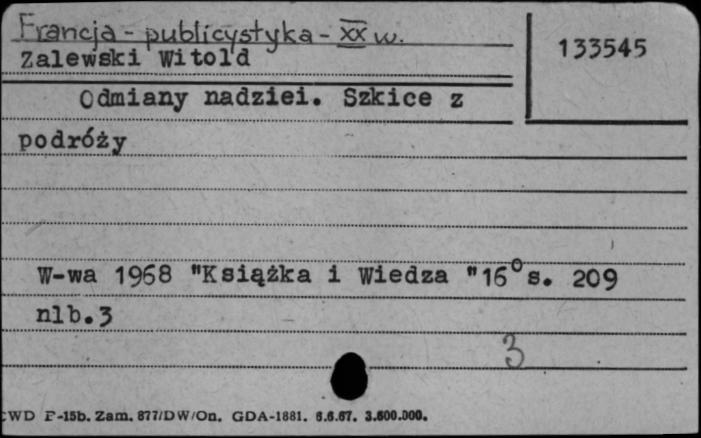 Francja - publicystyka - XX w.
133545
Zalewski Witold
Odmiany nadziei. Szkice z
podróży
W-wa 1968 "Książka i Wiedza "16° s. 209
nlb.3
3
CWD F-15b. Zam. 877/DW/On. GDA-1881. 6.6.67. 3.600.000.